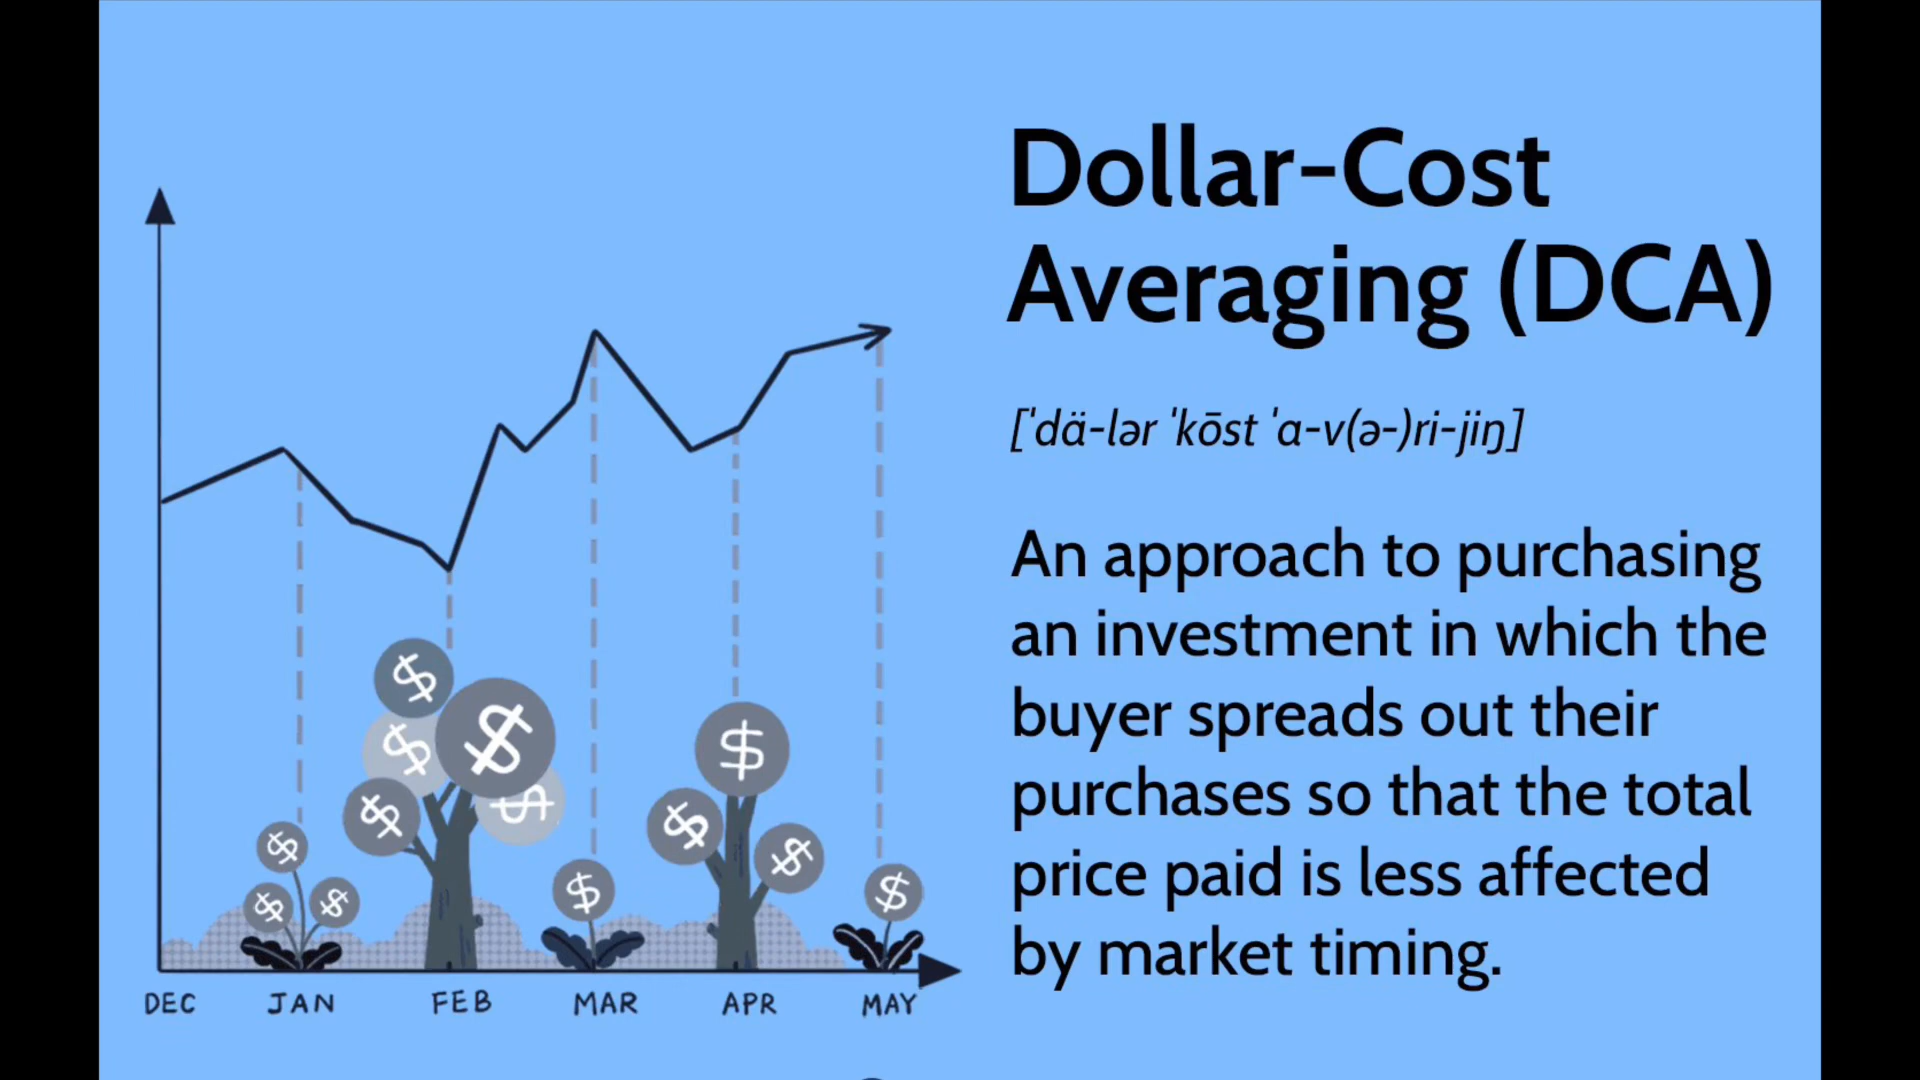 Dollar-Cost
Averaging (DCA)
[ˈdä-lər ˈkōst ˈa-v(ə-)ri-jiŋ]
An approach to purchasing
an investment in which the
buyer spreads out their
purchases so that the total
price paid is less affected
by market timing.
$
$
$
$
$
$
$
$
$
$
$
$
$
DEC JAN FEB MAR APR MAY